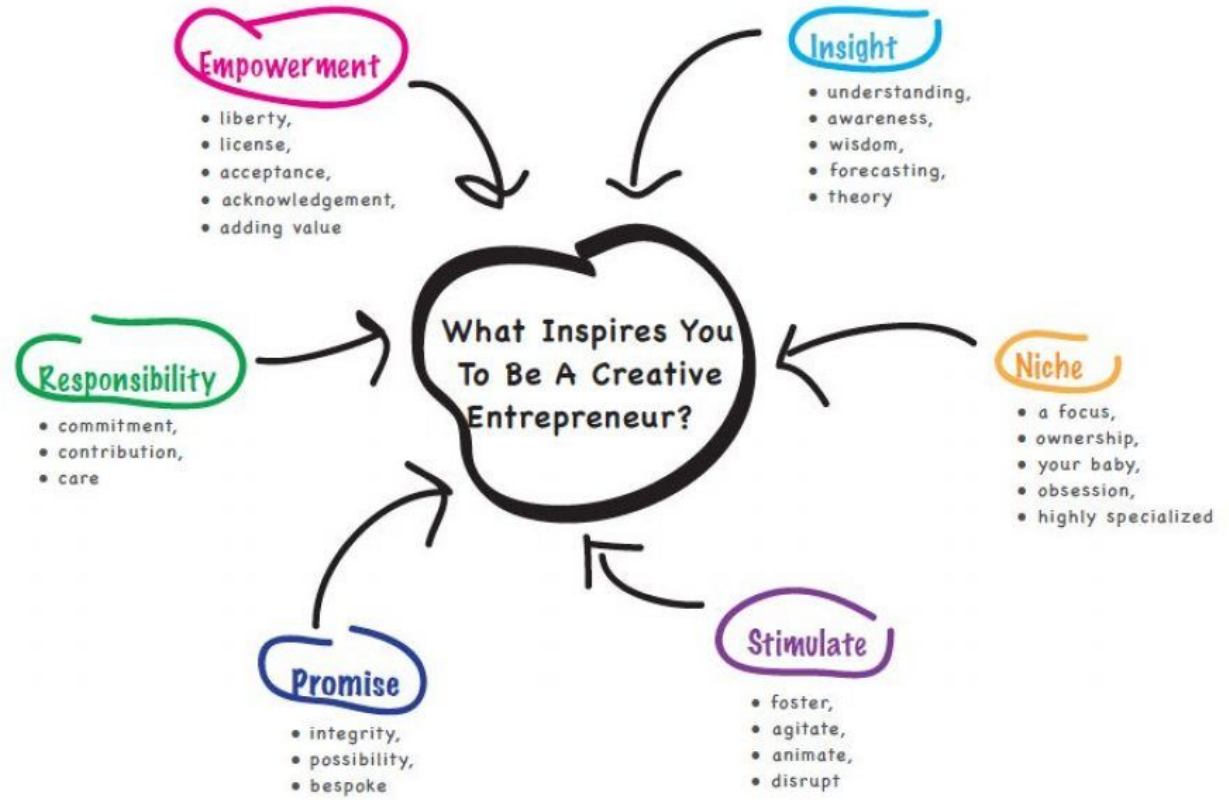 Empowerment
• liberty,
• license,
• acceptance,
• acknowledgement,
• adding value
Insight
• understanding,
• awareness,
• wisdom,
• forecasting,
• theory
What Inspires You
To Be A Creative
Entrepreneur?
Responsibility
• commitment,
• contribution,
• care
Niche
• a focus,
• ownership,
• your baby,
• obsession,
• highly specialized
Promise
• integrity,
• possibility,
• bespoke
Stimulate
• foster,
• agitate,
• animate,
• disrupt